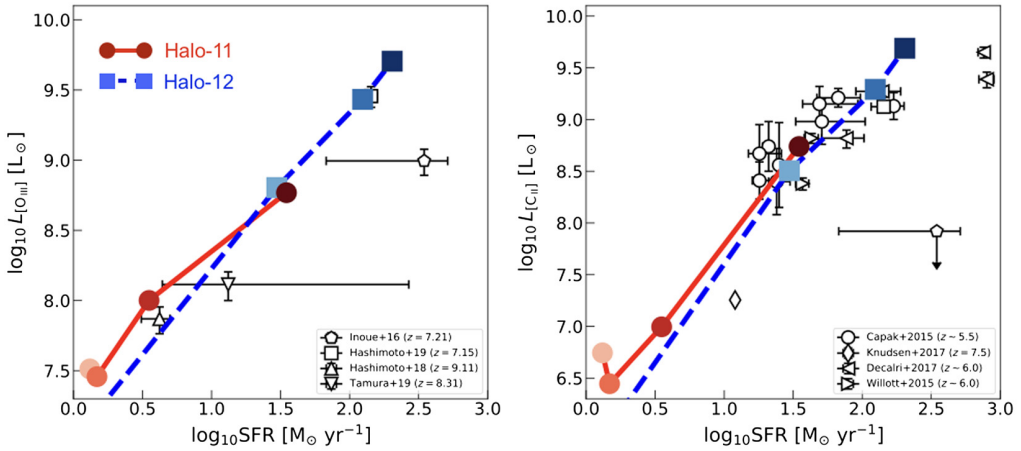 10.0
9.5
9.0
8.5
8.0
7.5
0.0 0.5 1.0 1.5 2.0 2.5 3.0
log₁₀SFR [M⊙ yr⁻¹]
log₁₀ L[OIII] [L⊙]
Halo-11
Halo-12
Inoue+16 (z = 7.21)
Hashimoto+19 (z = 7.15)
Hashimoto+18 (z = 9.11)
Tamura+19 (z = 8.31)
10.0
9.5
9.0
8.5
8.0
7.5
7.0
6.5
0.0 0.5 1.0 1.5 2.0 2.5 3.0
log₁₀SFR [M⊙ yr⁻¹]
log₁₀ L[CII] [L⊙]
Capak+2015 (z ~ 5.5)
Knudsen+2017 (z = 7.5)
Decalri+2017 (z ~ 6.0)
Willott+2015 (z ~ 6.0)